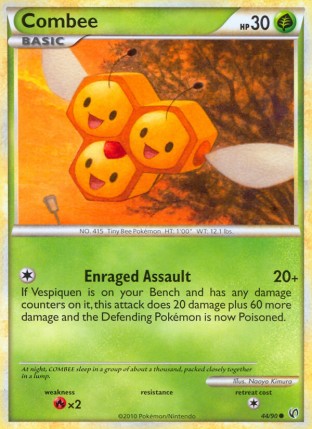 Combee HP 30
BASIC
NO. 415 Tiny Bee Pokémon HT: 1'00" WT: 12.1 lbs.
Enraged Assault 20+
If Vespiquen is on your Bench and has any damage
counters on it, this attack does 20 damage plus 60 more
damage and the Defending Pokémon is now Poisoned.
At night, COMBEE sleep in a group of about a thousand, packed closely together
in a lump.
Illus. Naoyo Kimura
weakness resistance retreat cost
×2
©2010 Pokémon/Nintendo 44/90